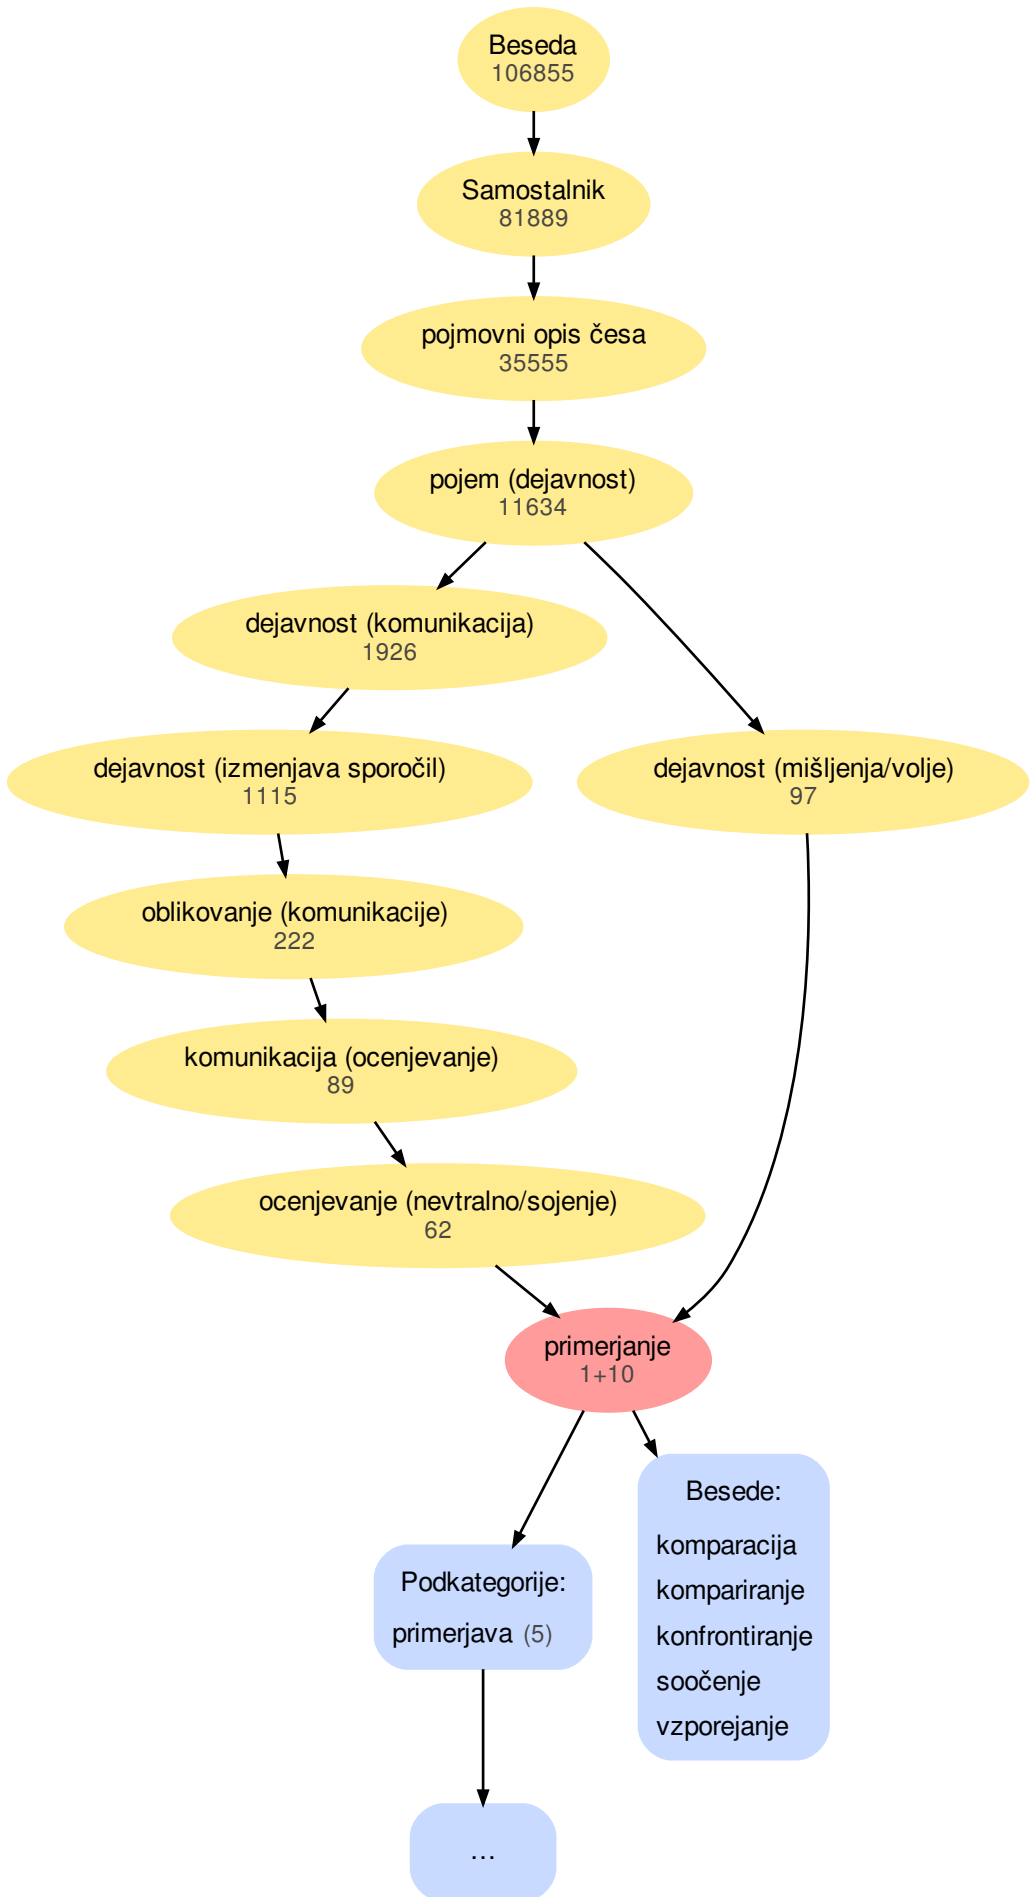 Beseda
106855
Samostalnik
81889
pojmovni opis česa
35555
pojem (dejavnost)
11634
dejavnost (komunikacija)
1926
dejavnost (izmenjava sporočil)
1115
dejavnost (mišljenja/volje)
97
oblikovanje (komunikacije)
222
komunikacija (ocenjevanje)
89
ocenjevanje (nevtralno/sojenje)
62
primerjanje
1+10
Podkategorije:
primerjava (5)
Besede:
komparacija
kompariranje
konfrontiranje
soočenje
vzporejanje
...